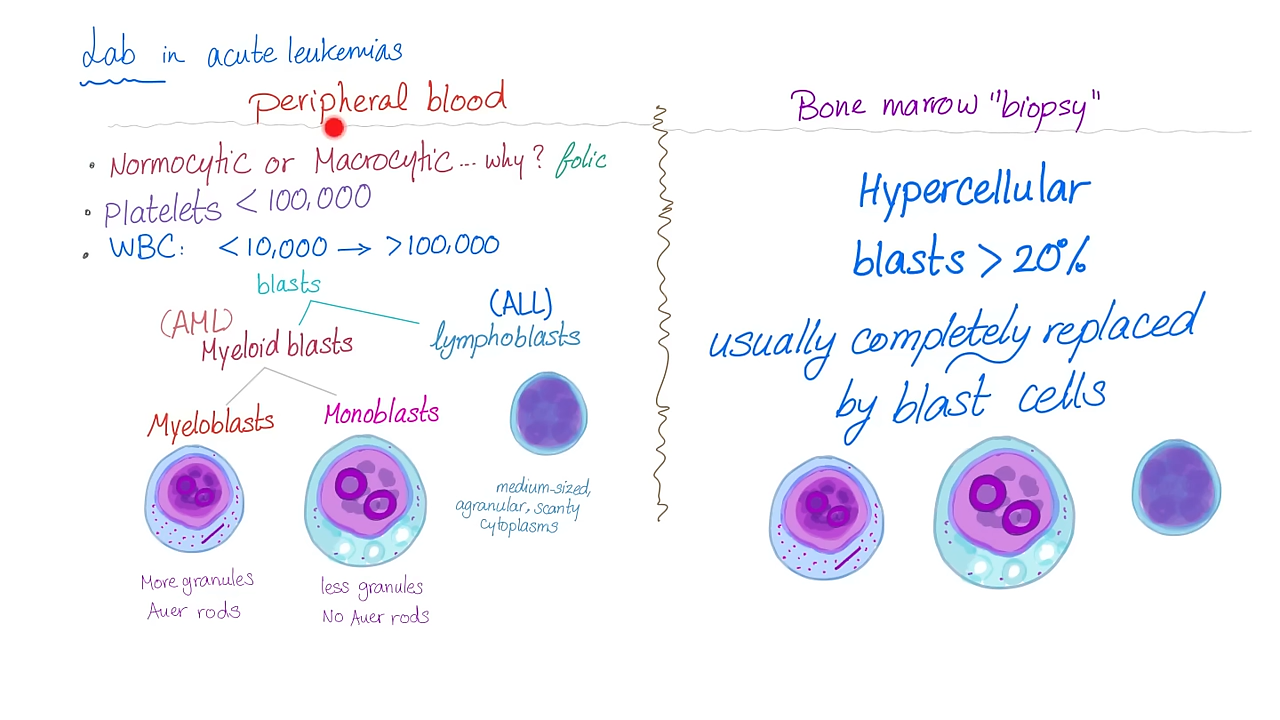 Lab in acute leukemias
peripheral blood
• Normocytic or Macrocytic... why? folic
• Platelets < 100,000
• WBC: < 10,000 → > 100,000
blasts
(AML)
Myeloid blasts
(ALL)
lymphoblasts
Myeloblasts
Monoblasts
medium-sized,
agranular, scanty
cytoplasms
More granules
Auer rods
less granules
No Auer rods
Bone marrow "biopsy"
Hypercellular
blasts > 20%
usually completely replaced
by blast cells